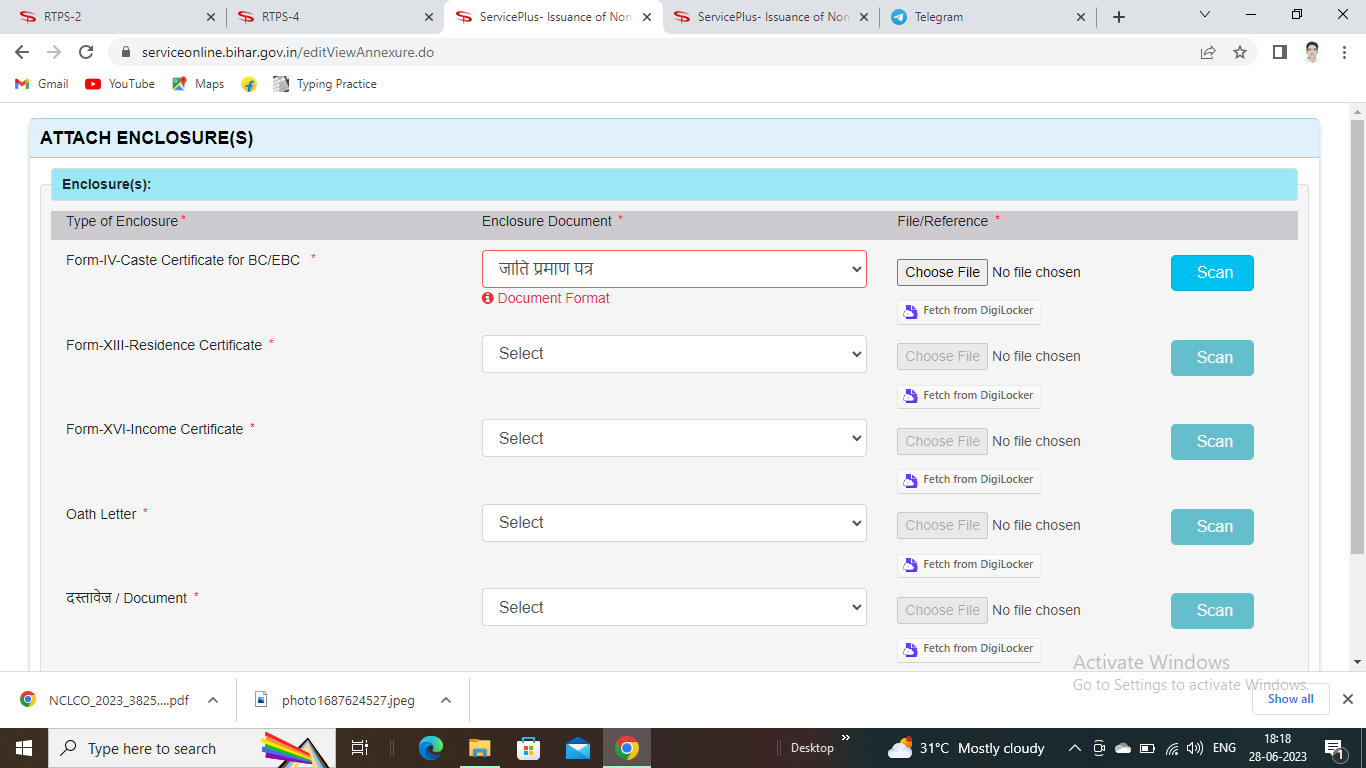 RTPS-2
RTPS-4
ServicePlus- Issuance of Non
ServicePlus- Issuance of Non
Telegram
serviceonline.bihar.gov.in/editViewAnnexure.do
Gmail
YouTube
Maps
Typing Practice
ATTACH ENCLOSURE(S)
Enclosure(s):
Type of Enclosure * Enclosure Document * File/Reference *
Form-IV-Caste Certificate for BC/EBC * जाति प्रमाण पत्र Choose File No file chosen Scan
Document Format
Fetch from DigiLocker
Form-XIII-Residence Certificate * Select Choose File No file chosen Scan
Fetch from DigiLocker
Form-XVI-Income Certificate * Select Choose File No file chosen Scan
Fetch from DigiLocker
Oath Letter * Select Choose File No file chosen Scan
Fetch from DigiLocker
दस्तावेज / Document * Select Choose File No file chosen Scan
Fetch from DigiLocker
Activate Windows
Go to Settings to activate Windows.
NCLCO_2023_3825....pdf
photo1687624527.jpeg
Show all
Type here to search
Desktop
31°C Mostly cloudy
ENG
18:18
28-06-2023
1